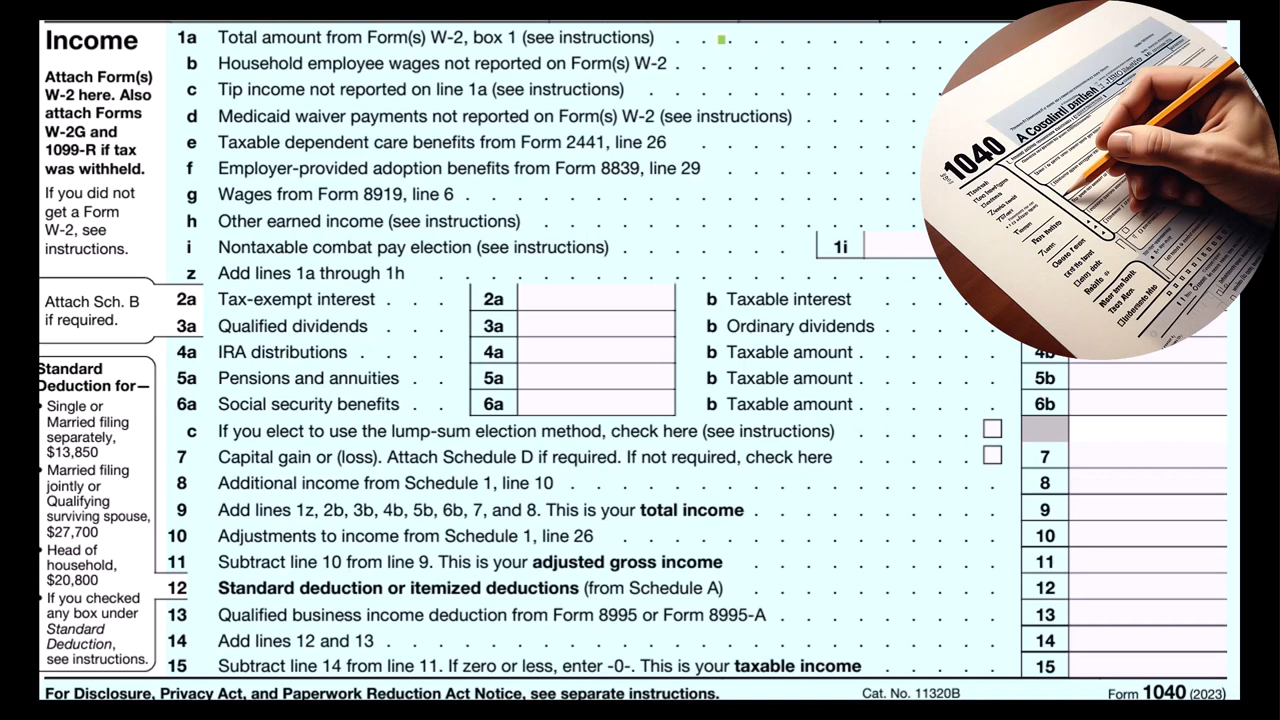 Income
Attach Form(s)
W-2 here. Also
attach Forms
W-2G and
1099-R if tax
was withheld.
If you did not
get a Form
W-2, see
instructions.
Attach Sch. B
if required.
Standard
Deduction for—
• Single or
Married filing
separately,
$13,850
• Married filing
jointly or
Qualifying
surviving spouse,
$27,700
• Head of
household,
$20,800
• If you checked
any box under
Standard
Deduction,
see instructions.
1a Total amount from Form(s) W-2, box 1 (see instructions)
b Household employee wages not reported on Form(s) W-2
c Tip income not reported on line 1a (see instructions)
d Medicaid waiver payments not reported on Form(s) W-2 (see instructions)
e Taxable dependent care benefits from Form 2441, line 26
f Employer-provided adoption benefits from Form 8839, line 29
g Wages from Form 8919, line 6
h Other earned income (see instructions)
i Nontaxable combat pay election (see instructions) 1i
z Add lines 1a through 1h
2a Tax-exempt interest 2a b Taxable interest
3a Qualified dividends 3a b Ordinary dividends
4a IRA distributions 4a b Taxable amount 4b
5a Pensions and annuities 5a b Taxable amount 5b
6a Social security benefits 6a b Taxable amount 6b
c If you elect to use the lump-sum election method, check here (see instructions)
7 Capital gain or (loss). Attach Schedule D if required. If not required, check here 7
8 Additional income from Schedule 1, line 10 8
9 Add lines 1z, 2b, 3b, 4b, 5b, 6b, 7, and 8. This is your total income 9
10 Adjustments to income from Schedule 1, line 26 10
11 Subtract line 10 from line 9. This is your adjusted gross income 11
12 Standard deduction or itemized deductions (from Schedule A) 12
13 Qualified business income deduction from Form 8995 or Form 8995-A 13
14 Add lines 12 and 13 14
15 Subtract line 14 from line 11. If zero or less, enter -0-. This is your taxable income 15
For Disclosure, Privacy Act, and Paperwork Reduction Act Notice, see separate instructions. Cat. No. 11320B Form 1040 (2023)
1040